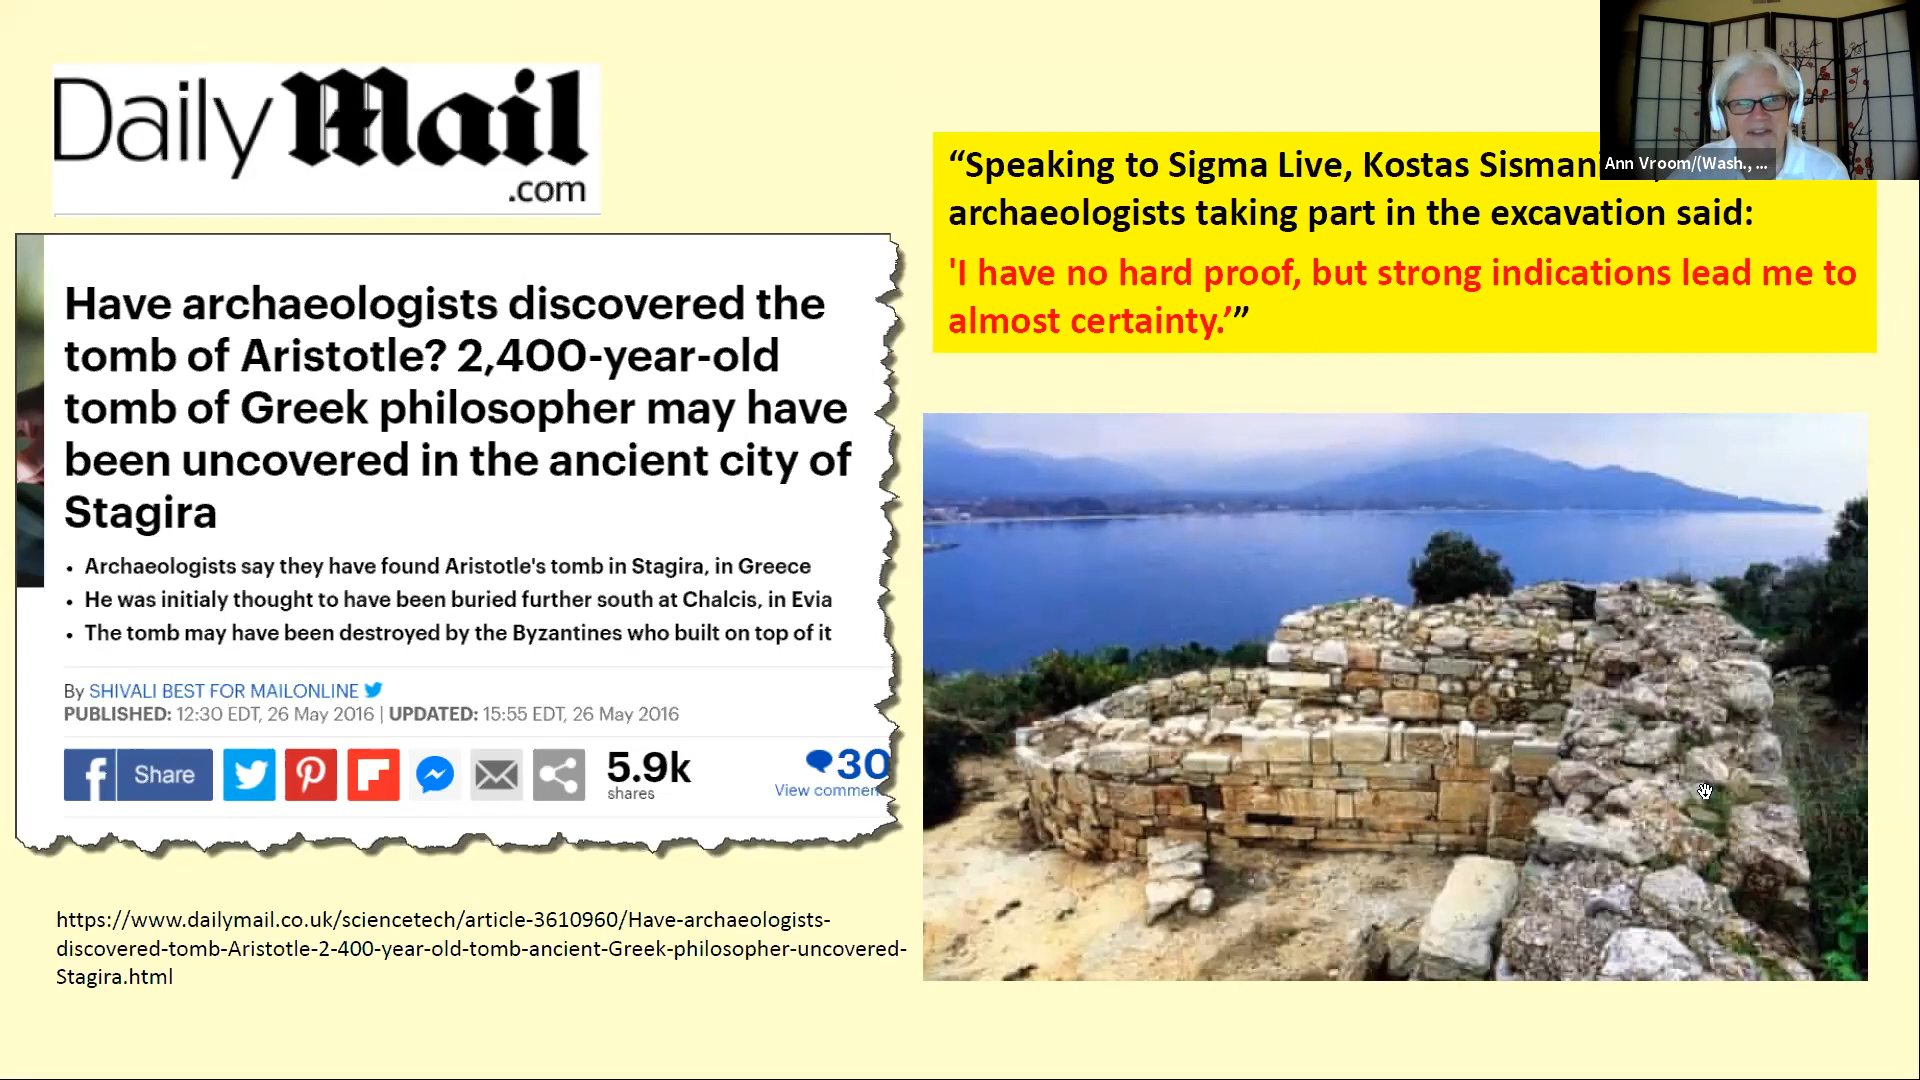 Daily Mail
.com
Have archaeologists discovered the
tomb of Aristotle? 2,400-year-old
tomb of Greek philosopher may have
been uncovered in the ancient city of
Stagira
• Archaeologists say they have found Aristotle's tomb in Stagira, in Greece
• He was initialy thought to have been buried further south at Chalcis, in Evia
• The tomb may have been destroyed by the Byzantines who built on top of it
By SHIVALI BEST FOR MAILONLINE
PUBLISHED: 12:30 EDT, 26 May 2016 | UPDATED: 15:55 EDT, 26 May 2016
f Share
5.9k
shares
30
View commen
https://www.dailymail.co.uk/sciencetech/article-3610960/Have-archaeologists-
discovered-tomb-Aristotle-2-400-year-old-tomb-ancient-Greek-philosopher-uncovered-
Stagira.html
“Speaking to Sigma Live, Kostas
archaeologists taking part in the excavation said:
'I have no hard proof, but strong indications lead me to
almost certainty.’”
Ann Vroom/(Wash., ...